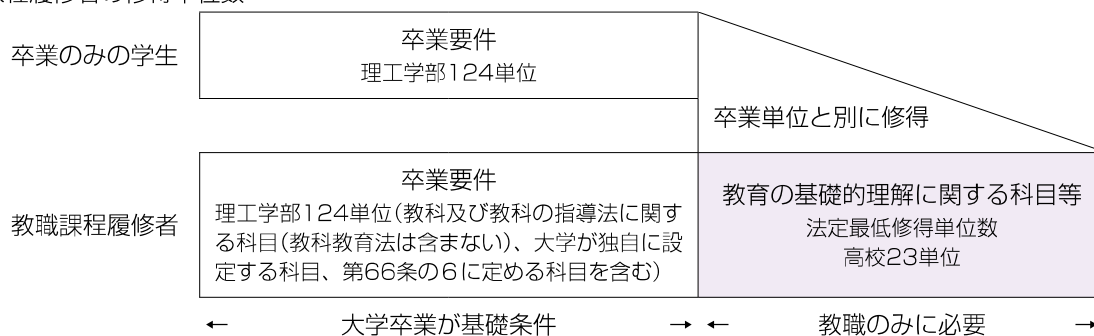 卒業のみの学生
卒業要件
理工学部124単位
卒業単位と別に修得
教職課程履修者
卒業要件
理工学部124単位(教科及び教科の指導法に関す
る科目(教科教育法は含まない)、大学が独自に設
定する科目、第66条の6に定める科目を含む)
教育の基礎的理解に関する科目等
法定最低修得単位数
高校23単位
← 大学卒業が基礎条件 → ← 教職のみに必要 →